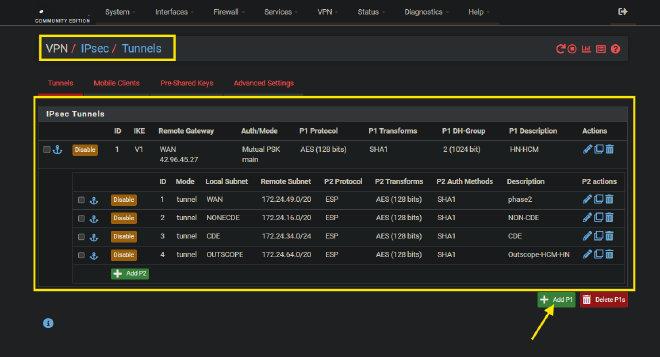 System Interfaces Firewall Services VPN Status Diagnostics Help
COMMUNITY EDITION
VPN / IPsec / Tunnels
Tunnels Mobile Clients Pre-Shared Keys Advanced Settings
IPsec Tunnels
ID IKE Remote Gateway Auth/Mode P1 Protocol P1 Transforms P1 DH-Group P1 Description Actions
Disable 1 V1 WAN Mutual PSK AES (128 bits) SHA1 2 (1024 bit) HN-HCM
42.96.45.27 main
ID Mode Local Subnet Remote Subnet P2 Protocol P2 Transforms P2 Auth Methods Description P2 actions
Disable 1 tunnel WAN 172.24.49.0/20 ESP AES (128 bits) SHA1 phase2
Disable 2 tunnel NONECDE 172.24.16.0/20 ESP AES (128 bits) SHA1 NON-CDE
Disable 3 tunnel CDE 172.24.34.0/24 ESP AES (128 bits) SHA1 CDE
Disable 4 tunnel OUTSCOPE 172.24.64.0/20 ESP AES (128 bits) SHA1 Outscope-HCM-HN
Add P2
Add P1 Delete P1s